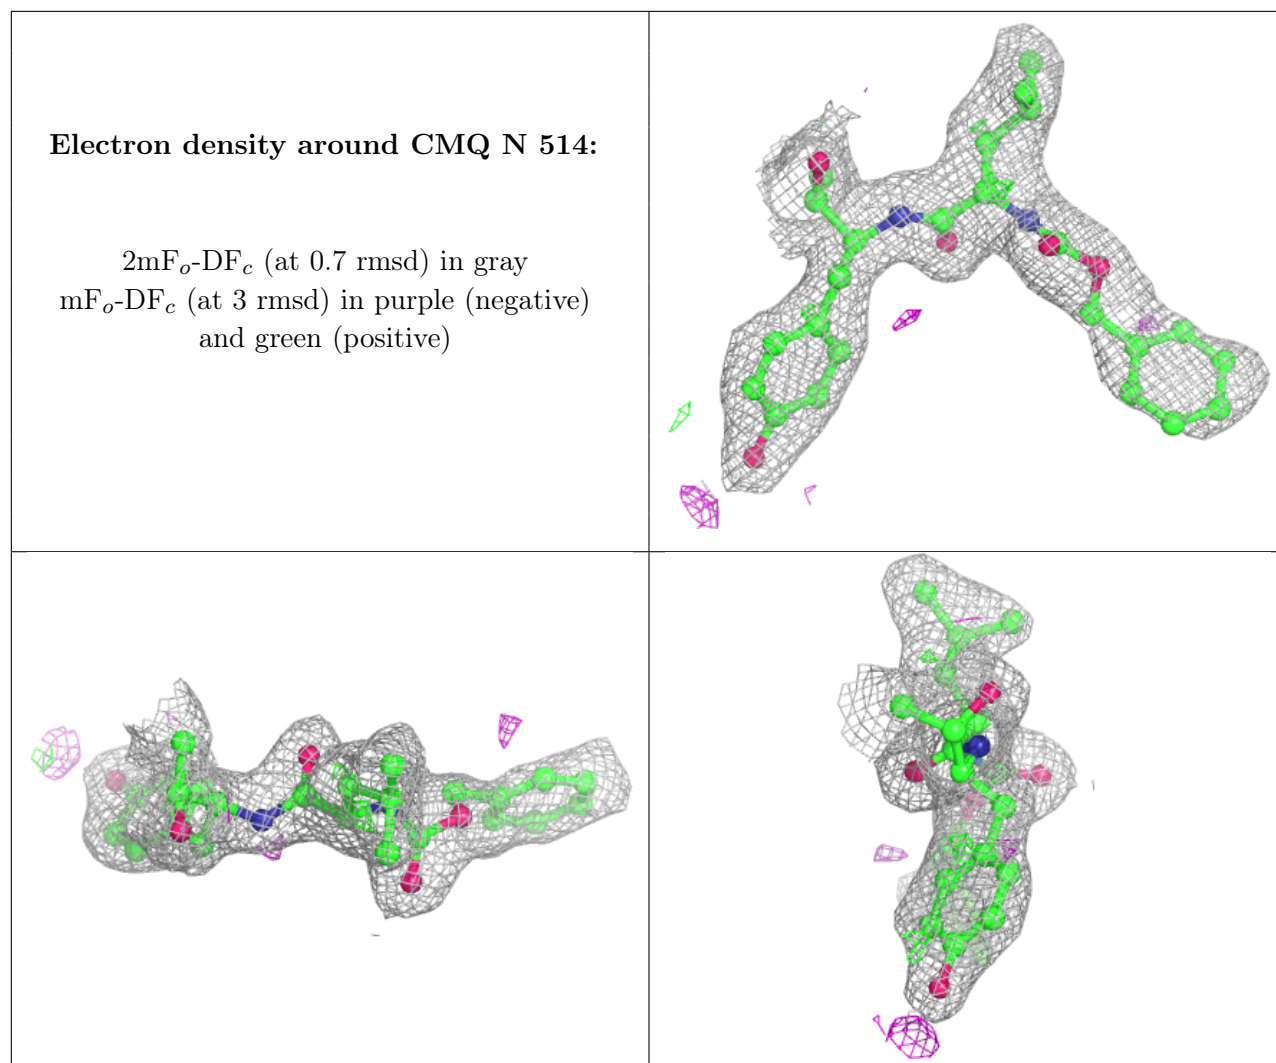 Electron density around CMQ N 514:
2mFo-DFc (at 0.7 rmsd) in gray
mFo-DFc (at 3 rmsd) in purple (negative)
and green (positive)